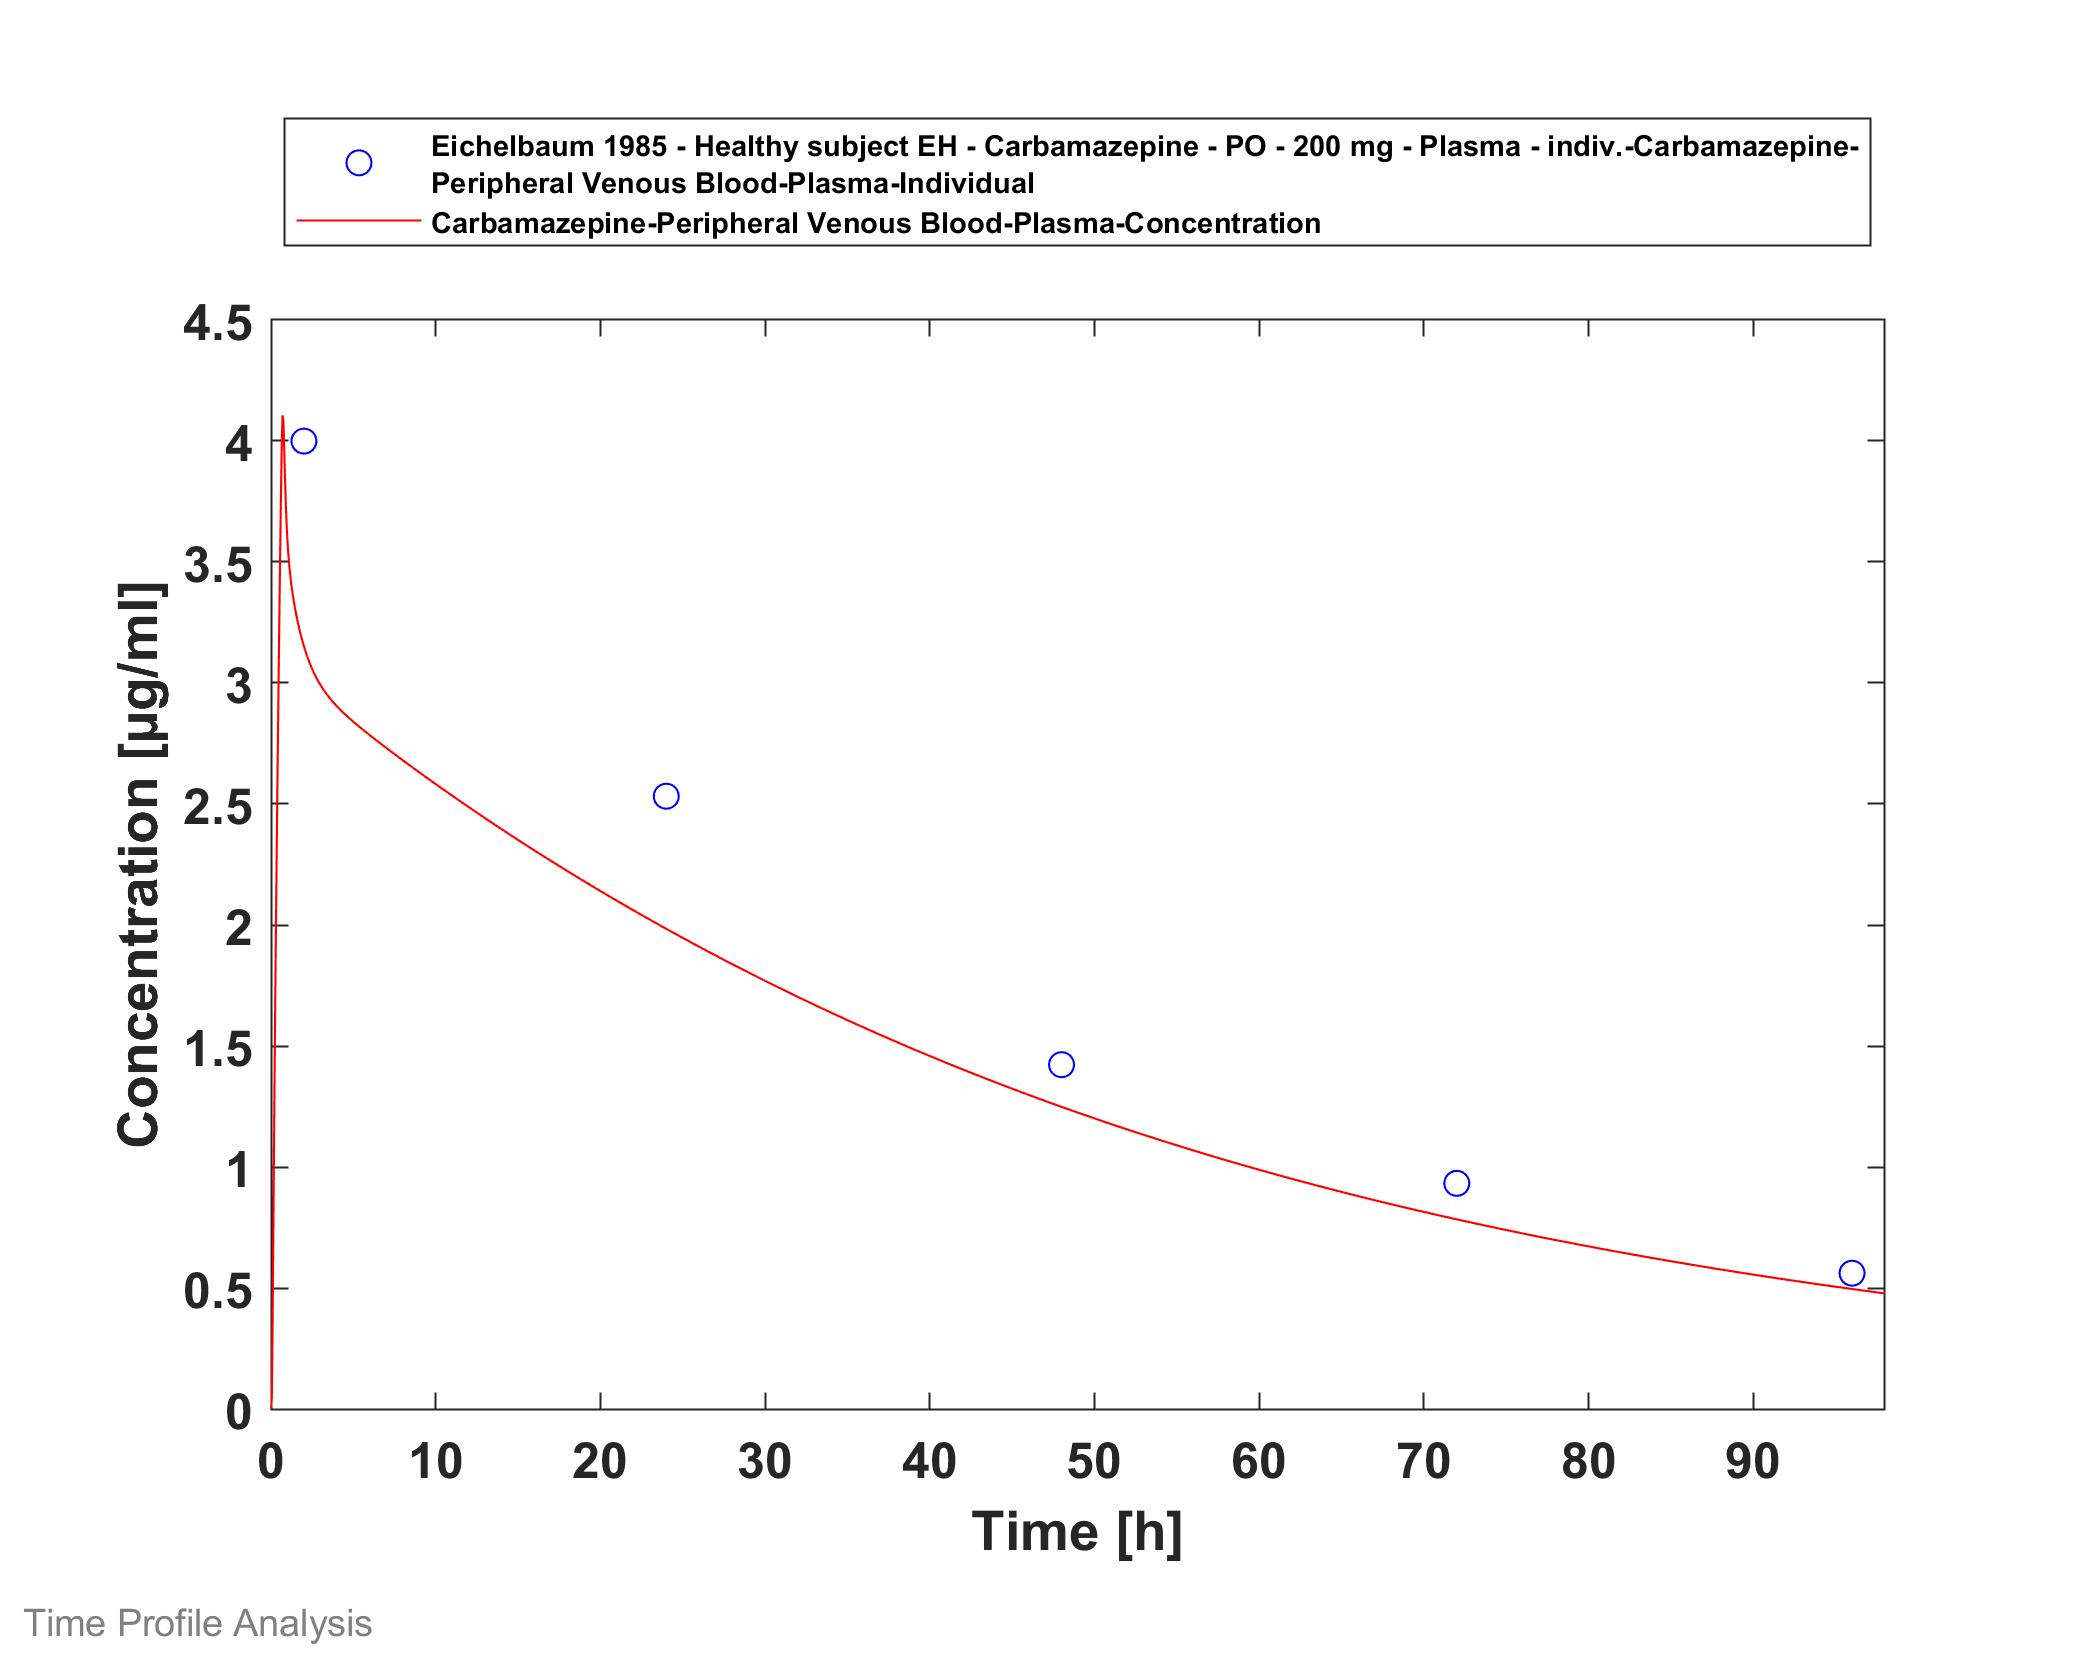 Eichelbaum 1985 - Healthy subject EH - Carbamazepine - PO - 200 mg - Plasma - indiv.-Carbamazepine-
Peripheral Venous Blood-Plasma-Individual
Carbamazepine-Peripheral Venous Blood-Plasma-Concentration
4.5
4
3.5
3
2.5
2
1.5
1
0.5
0
Concentration [µg/ml]
0 10 20 30 40 50 60 70 80 90
Time [h]
Time Profile Analysis